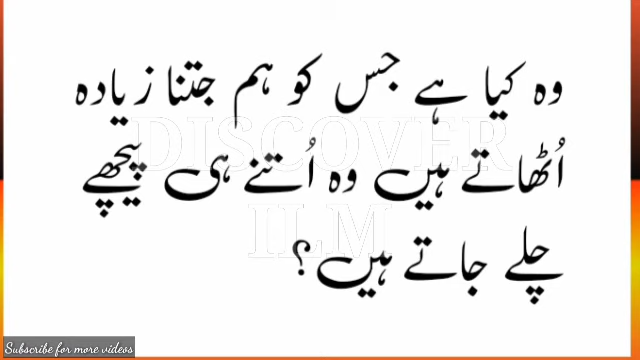 وہ کیا ہے جس کو ہم جتنا زیادہ
اُٹھاتے ہیں وہ اُتنے ہی پیچھے
چلے جاتے ہیں؟
DISCOVER
ILM
Subscribe for more videos